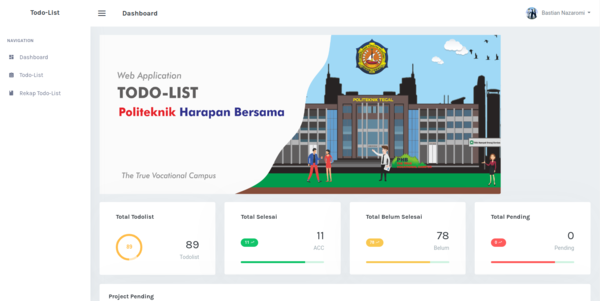 Todo-List
Dashboard
Bastian Nazaromi
NAVIGATION
Dashboard
Todo-List
Rekap Todo-List
Web Application
TODO-LIST
Politeknik Harapan Bersama
The True Vocational Campus
POLITEKNIK TEGAL
PHB
Total Todolist
89
89
Todolist
Total Selesai
11
11
ACC
Total Belum Selesai
78
Belum
Total Pending
0
Pending
Project Pending